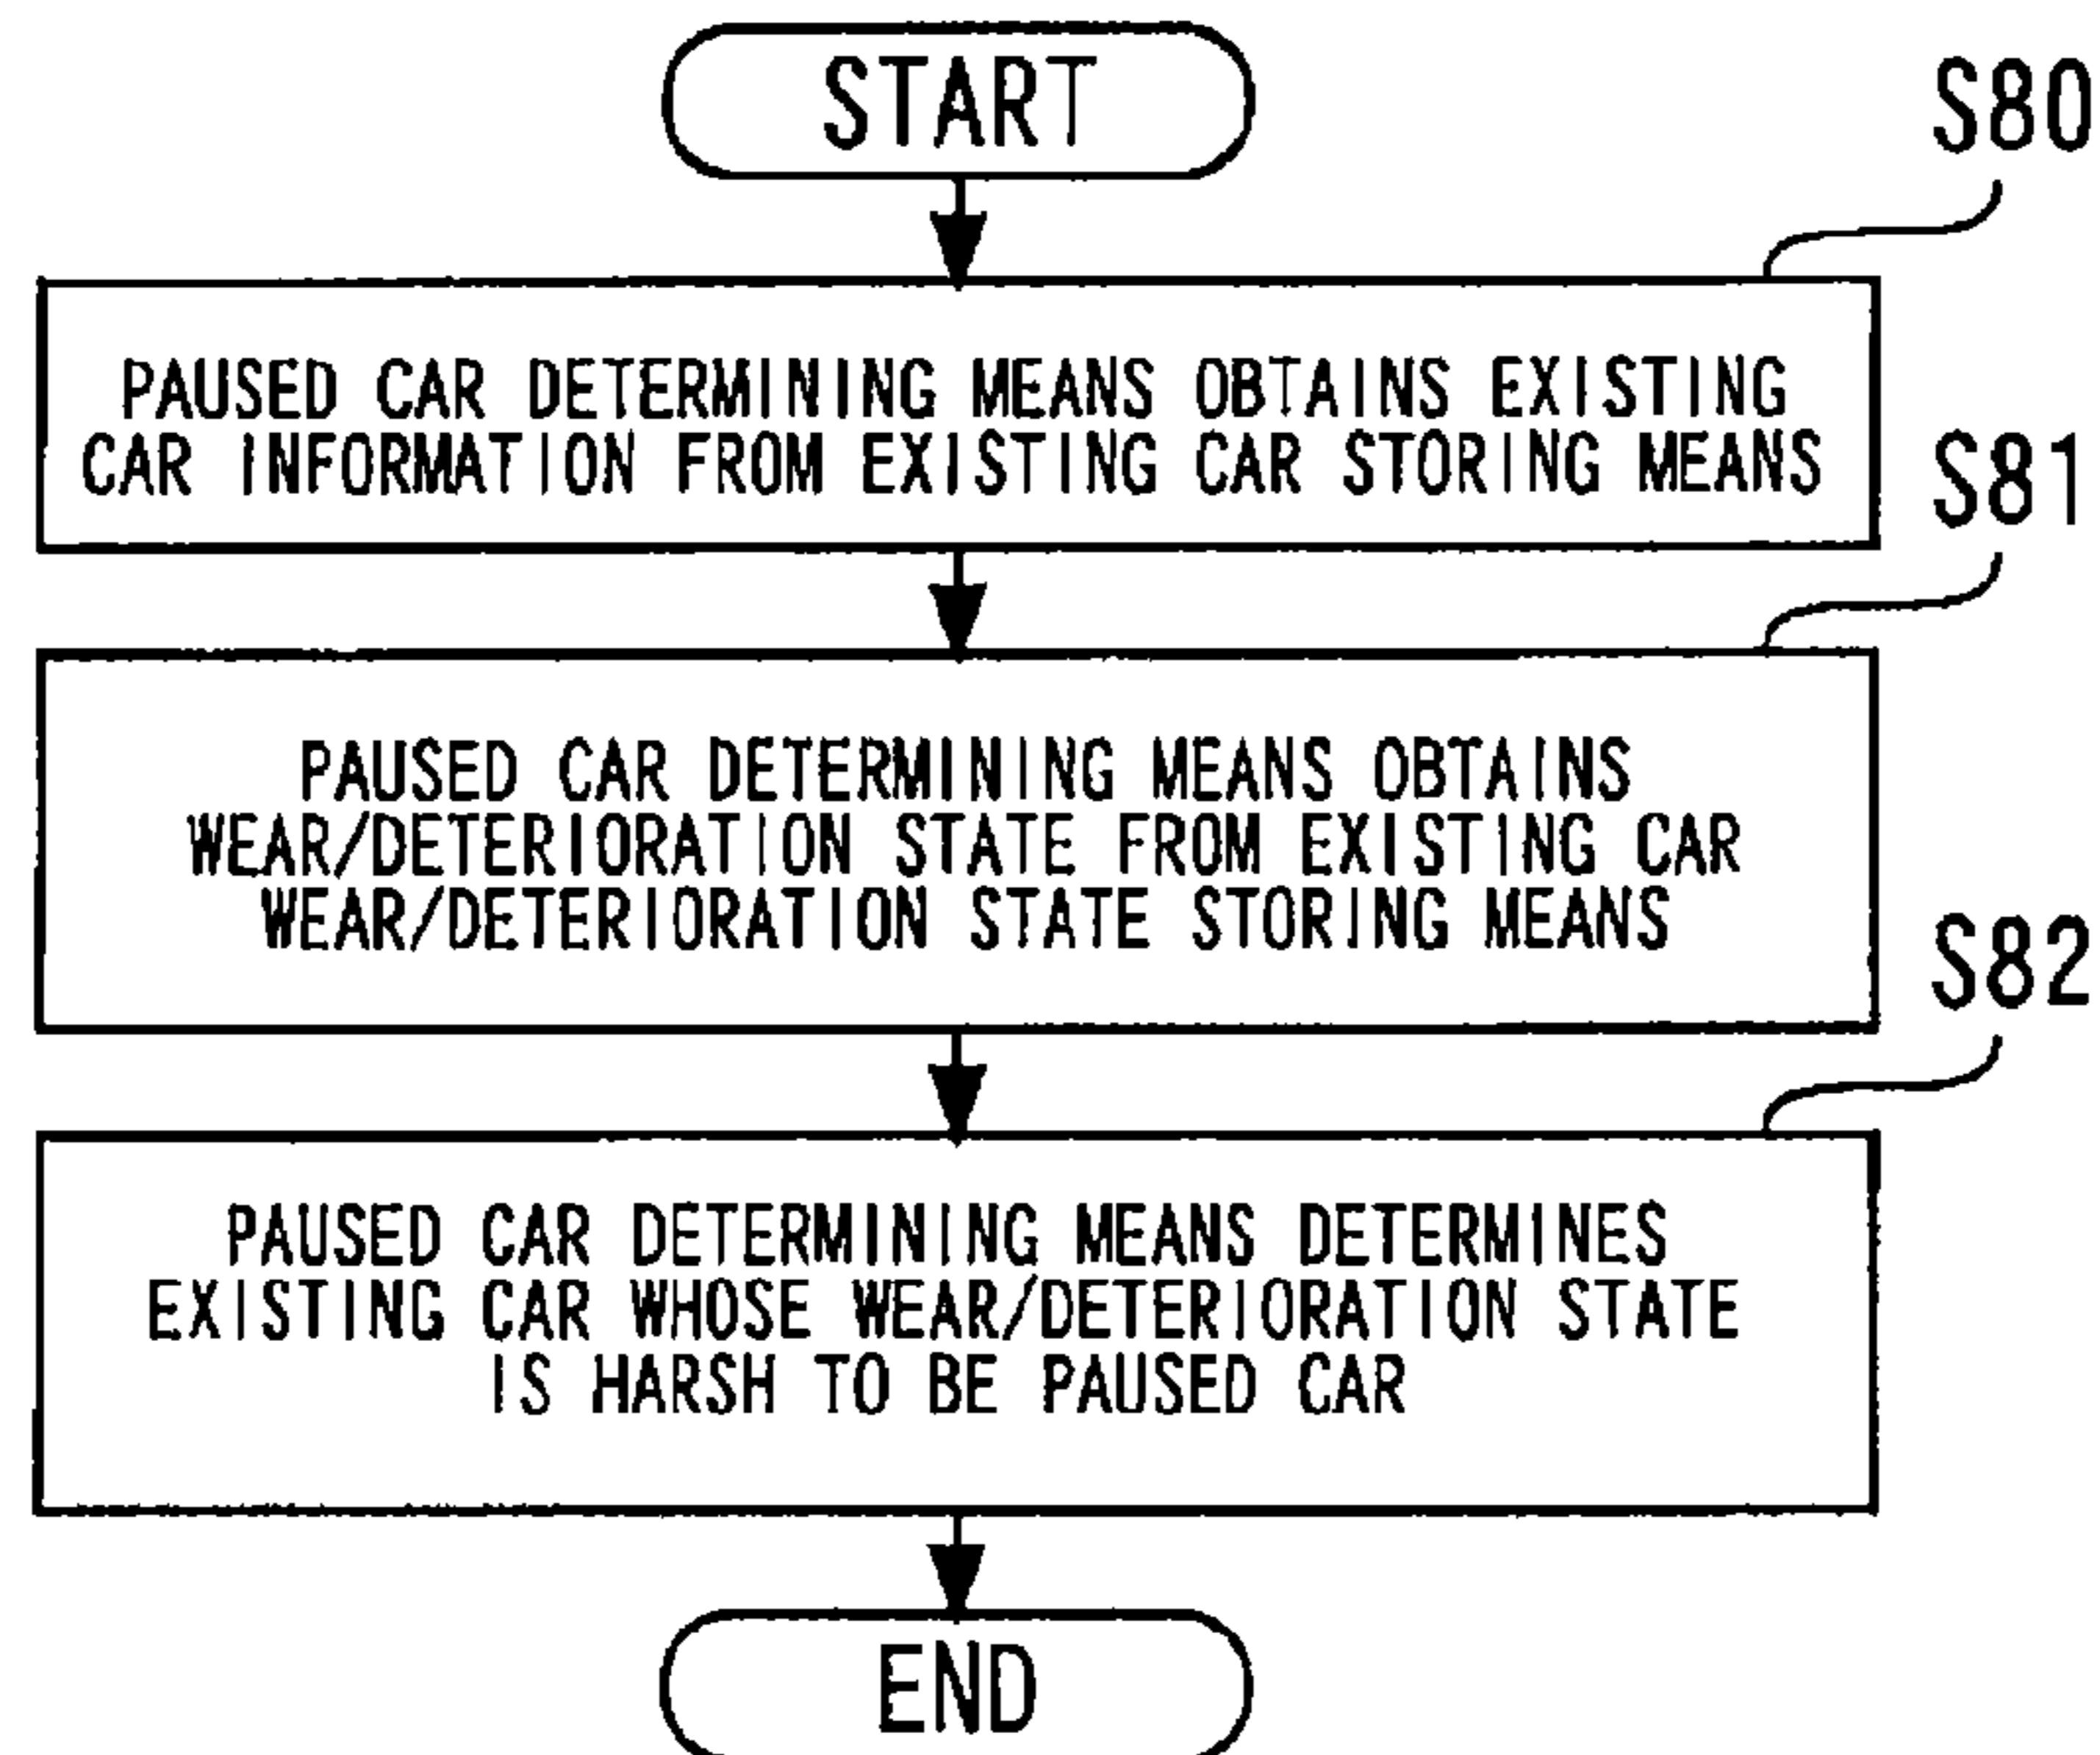 START
S80
PAUSED CAR DETERMINING MEANS OBTAINS EXISTING
CAR INFORMATION FROM EXISTING CAR STORING MEANS
S81
PAUSED CAR DETERMINING MEANS OBTAINS
WEAR/DETERIORATION STATE FROM EXISTING CAR
WEAR/DETERIORATION STATE STORING MEANS
S82
PAUSED CAR DETERMINING MEANS DETERMINES
EXISTING CAR WHOSE WEAR/DETERIORATION STATE
IS HARSH TO BE PAUSED CAR
END